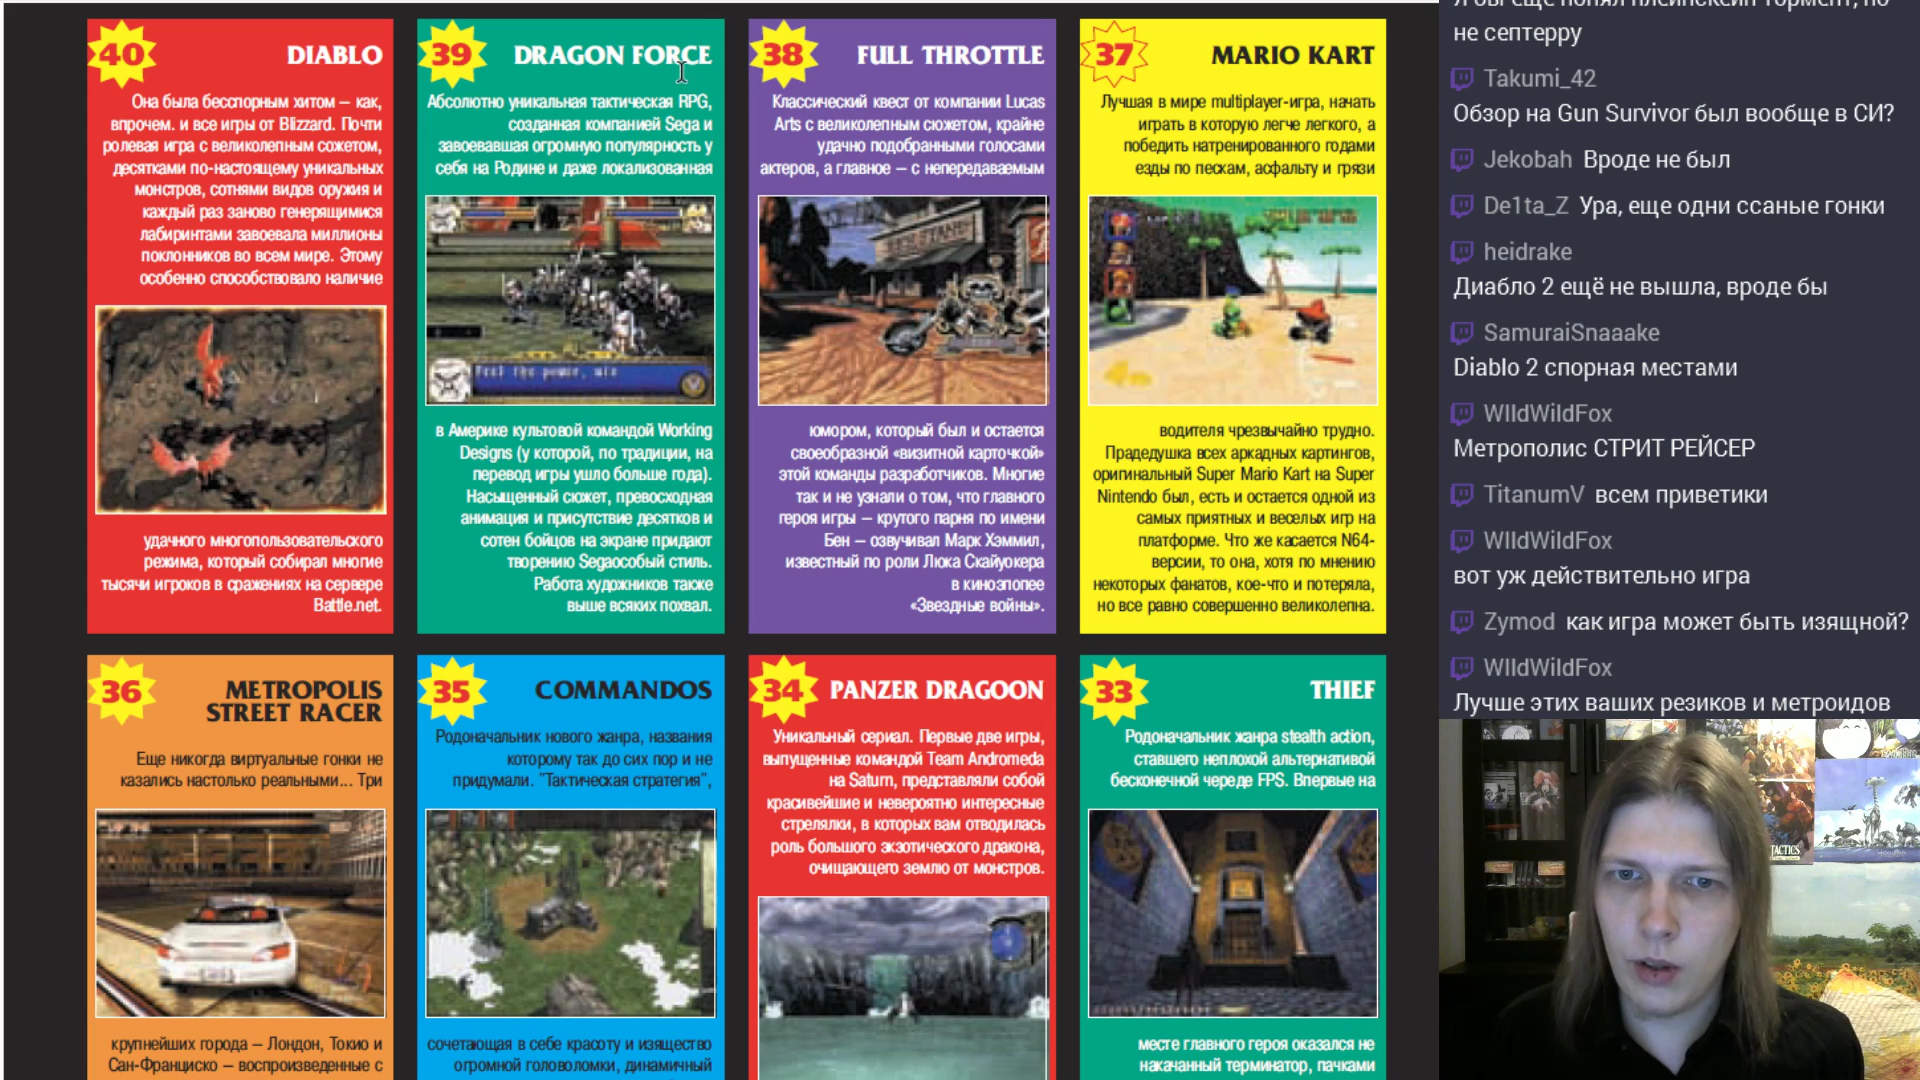 40
DIABLO
Она была бесспорным хитом – как,
впрочем. и все игры от Blizzard. Почти
ролевая игра с великолепным сюжетом,
десятками по-настоящему уникальных
монстров, сотнями видов оружия и
каждый раз заново генерящимися
лабиринтами завоевала миллионы
поклонников во всем мире. Этому
особенно способствовало наличие
удачного многопользовательского
режима, который собирал многие
тысячи игроков в сражениях на сервере
Battle.net.
39
DRAGON FORCE
Абсолютно уникальная тактическая RPG,
созданная компанией Sega и
завоевавшая огромную популярность у
себя на Родине и даже локализованная
Feel the power,
в Америке культовой командой Working
Designs (у которой, по традиции, на
перевод игры ушло больше года).
Насыщенный сюжет, превосходная
анимация и присутствие десятков и
сотен бойцов на экране придают
творению Segaособый стиль.
Работа художников также
выше всяких похвал.
38
FULL THROTTLE
Классический квест от компании Lucas
Arts с великолепным сюжетом, крайне
удачно подобранными голосами
актеров, а главное – с непередаваемым
юмором, который был и остается
своеобразной «визитной карточкой»
этой команды разработчиков. Многие
так и не узнали о том, что главного
героя игры – крутого парня по имени
Бен – озвучивал Марк Хэммил,
известный по роли Люка Скайуокера
в киноэпопее
«Звездные войны».
37
MARIO KART
Лучшая в мире multiplayer-игра, начать
играть в которую легче легкого, а
победить натренированного годами
езды по пескам, асфальту и грязи
водителя чрезвычайно трудно.
Прадедушка всех аркадных картингов,
оригинальный Super Mario Kart на Super
Nintendo был, есть и остается одной из
самых приятных и веселых игр на
платформе. Что же касается N64-
версии, то она, хотя по мнению
некоторых фанатов, кое-что и потеряла,
но все равно совершенно великолепна.
36
METROPOLIS
STREET RACER
Еще никогда виртуальные гонки не
казались настолько реальными... Три
крупнейших города – Лондон, Токио и
Сан-Франциско – воспроизведенные с
35
COMMANDOS
Родоначальник нового жанра, названия
которому так до сих пор и не
придумали. "Тактическая стратегия",
сочетающая в себе красоту и изящество
огромной головоломки, динамичный
34
PANZER DRAGOON
Уникальный сериал. Первые две игры,
выпущенные командой Team Andromeda
на Saturn, представляли собой
красивейшие и невероятно интересные
стрелялки, в которых вам отводилась
роль большого экзотического дракона,
очищающего землю от монстров.
33
THIEF
Родоначальник жанра stealth action,
ставшего неплохой альтернативой
бесконечной череде FPS. Впервые на
месте главного героя оказался не
накачанный терминатор, пачками
Я бы ещё понял плейнскейп тормент, но
не септерру
Takumi_42
Обзор на Gun Survivor был вообще в СИ?
Jekobah Вроде не был
De1ta_Z Ура, еще одни ссаные гонки
heidrake
Диабло 2 ещё не вышла, вроде бы
SamuraiSnaaake
Diablo 2 спорная местами
WIldWildFox
Метрополис СТРИТ РЕЙСЕР
TitanumV всем приветики
WIldWildFox
вот уж действительно игра
Zymod как игра может быть изящной?
WIldWildFox
Лучше этих ваших резиков и метроидов
TACTICS